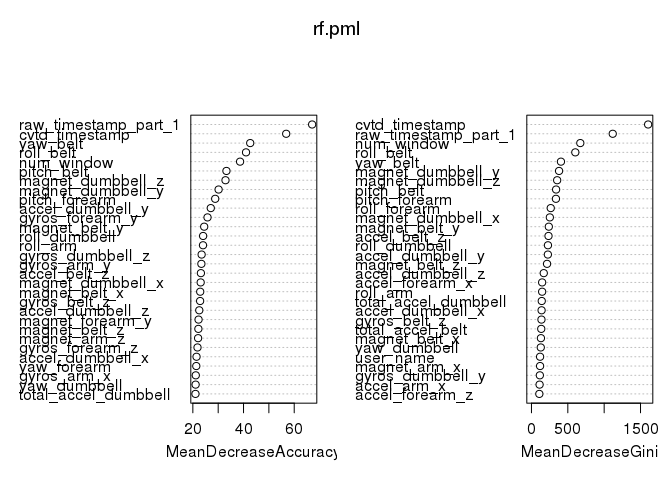 rf.pml
raw_timestamp_part_1
cvtd_timestamp
yaw_belt
roll_belt
num_window
pitch_belt
magnet_dumbbell_z
magnet_dumbbell_y
pitch_forearm
accel_dumbbell_y
gyros_forearm_y
magnet_belt_y
roll_dumbbell
roll_arm
gyros_dumbbell_z
gyros_arm_y
accel_belt_z
magnet_dumbbell_x
magnet_belt_x
gyros_belt_z
accel_dumbbell_z
magnet_forearm_y
magnet_belt_z
magnet_arm_z
gyros_forearm_z
accel_dumbbell_x
yaw_forearm
gyros_arm_x
yaw_dumbbell
total_accel_dumbbell
20 40 60
MeanDecreaseAccuracy
cvtd_timestamp
raw_timestamp_part_1
num_window
roll_belt
yaw_belt
magnet_dumbbell_y
magnet_dumbbell_z
pitch_belt
pitch_forearm
roll_forearm
magnet_dumbbell_x
magnet_belt_y
accel_belt_z
roll_dumbbell
accel_dumbbell_y
magnet_belt_z
accel_dumbbell_z
accel_forearm_x
roll_arm
total_accel_dumbbell
accel_dumbbell_x
gyros_belt_z
total_accel_belt
magnet_belt_x
yaw_dumbbell
user_name
magnet_arm_x
gyros_dumbbell_y
accel_arm_x
accel_forearm_z
0 500 1500
MeanDecreaseGini